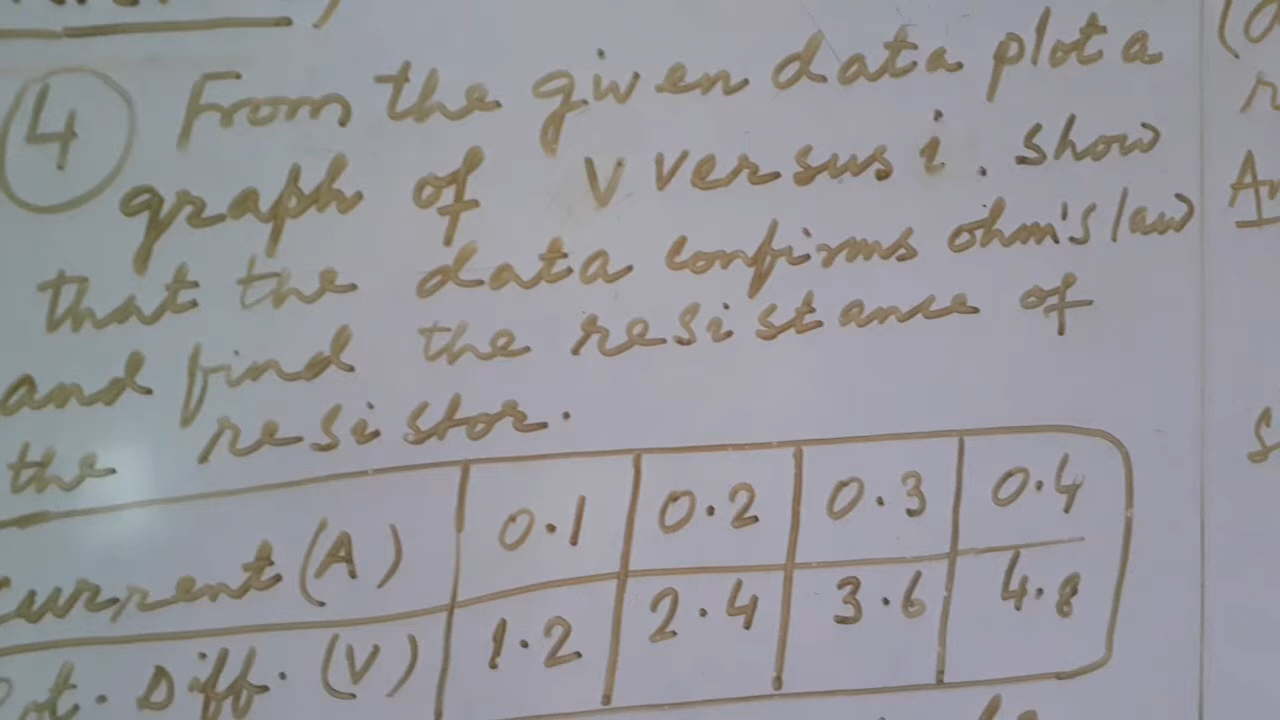 ④ From the given data plot a
graph of V versus i. Show
that the data confirms ohm's law
and find the resistance of
the resistor.
Current (A) 0.1 0.2 0.3 0.4
Pot. Diff. (V) 1.2 2.4 3.6 4.8